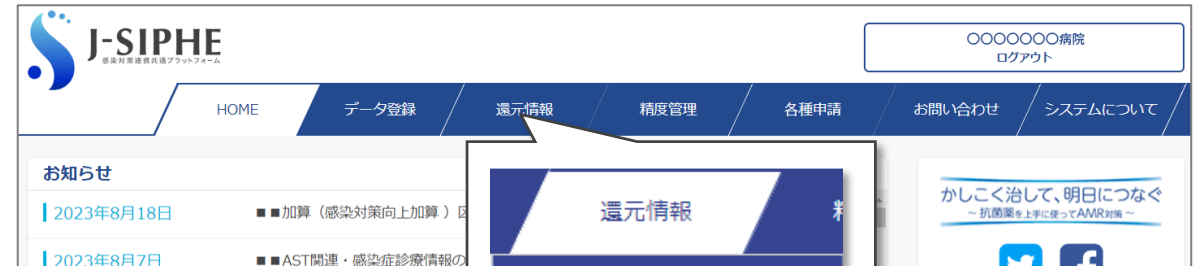 J-SIPHE
感染対策連携共通プラットフォーム
〇〇〇〇〇〇〇病院
ログアウト
HOME
データ登録
還元情報
精度管理
各種申請
お問い合わせ
システムについて
お知らせ
2023年8月18日
■■加算（感染対策向上加算 ）
2023年8月7日
■■AST関連・感染症診療情報の
還元情報
かしこく治して、明日につなぐ
～ 抗菌薬を上手に使ってAMR対策 ～